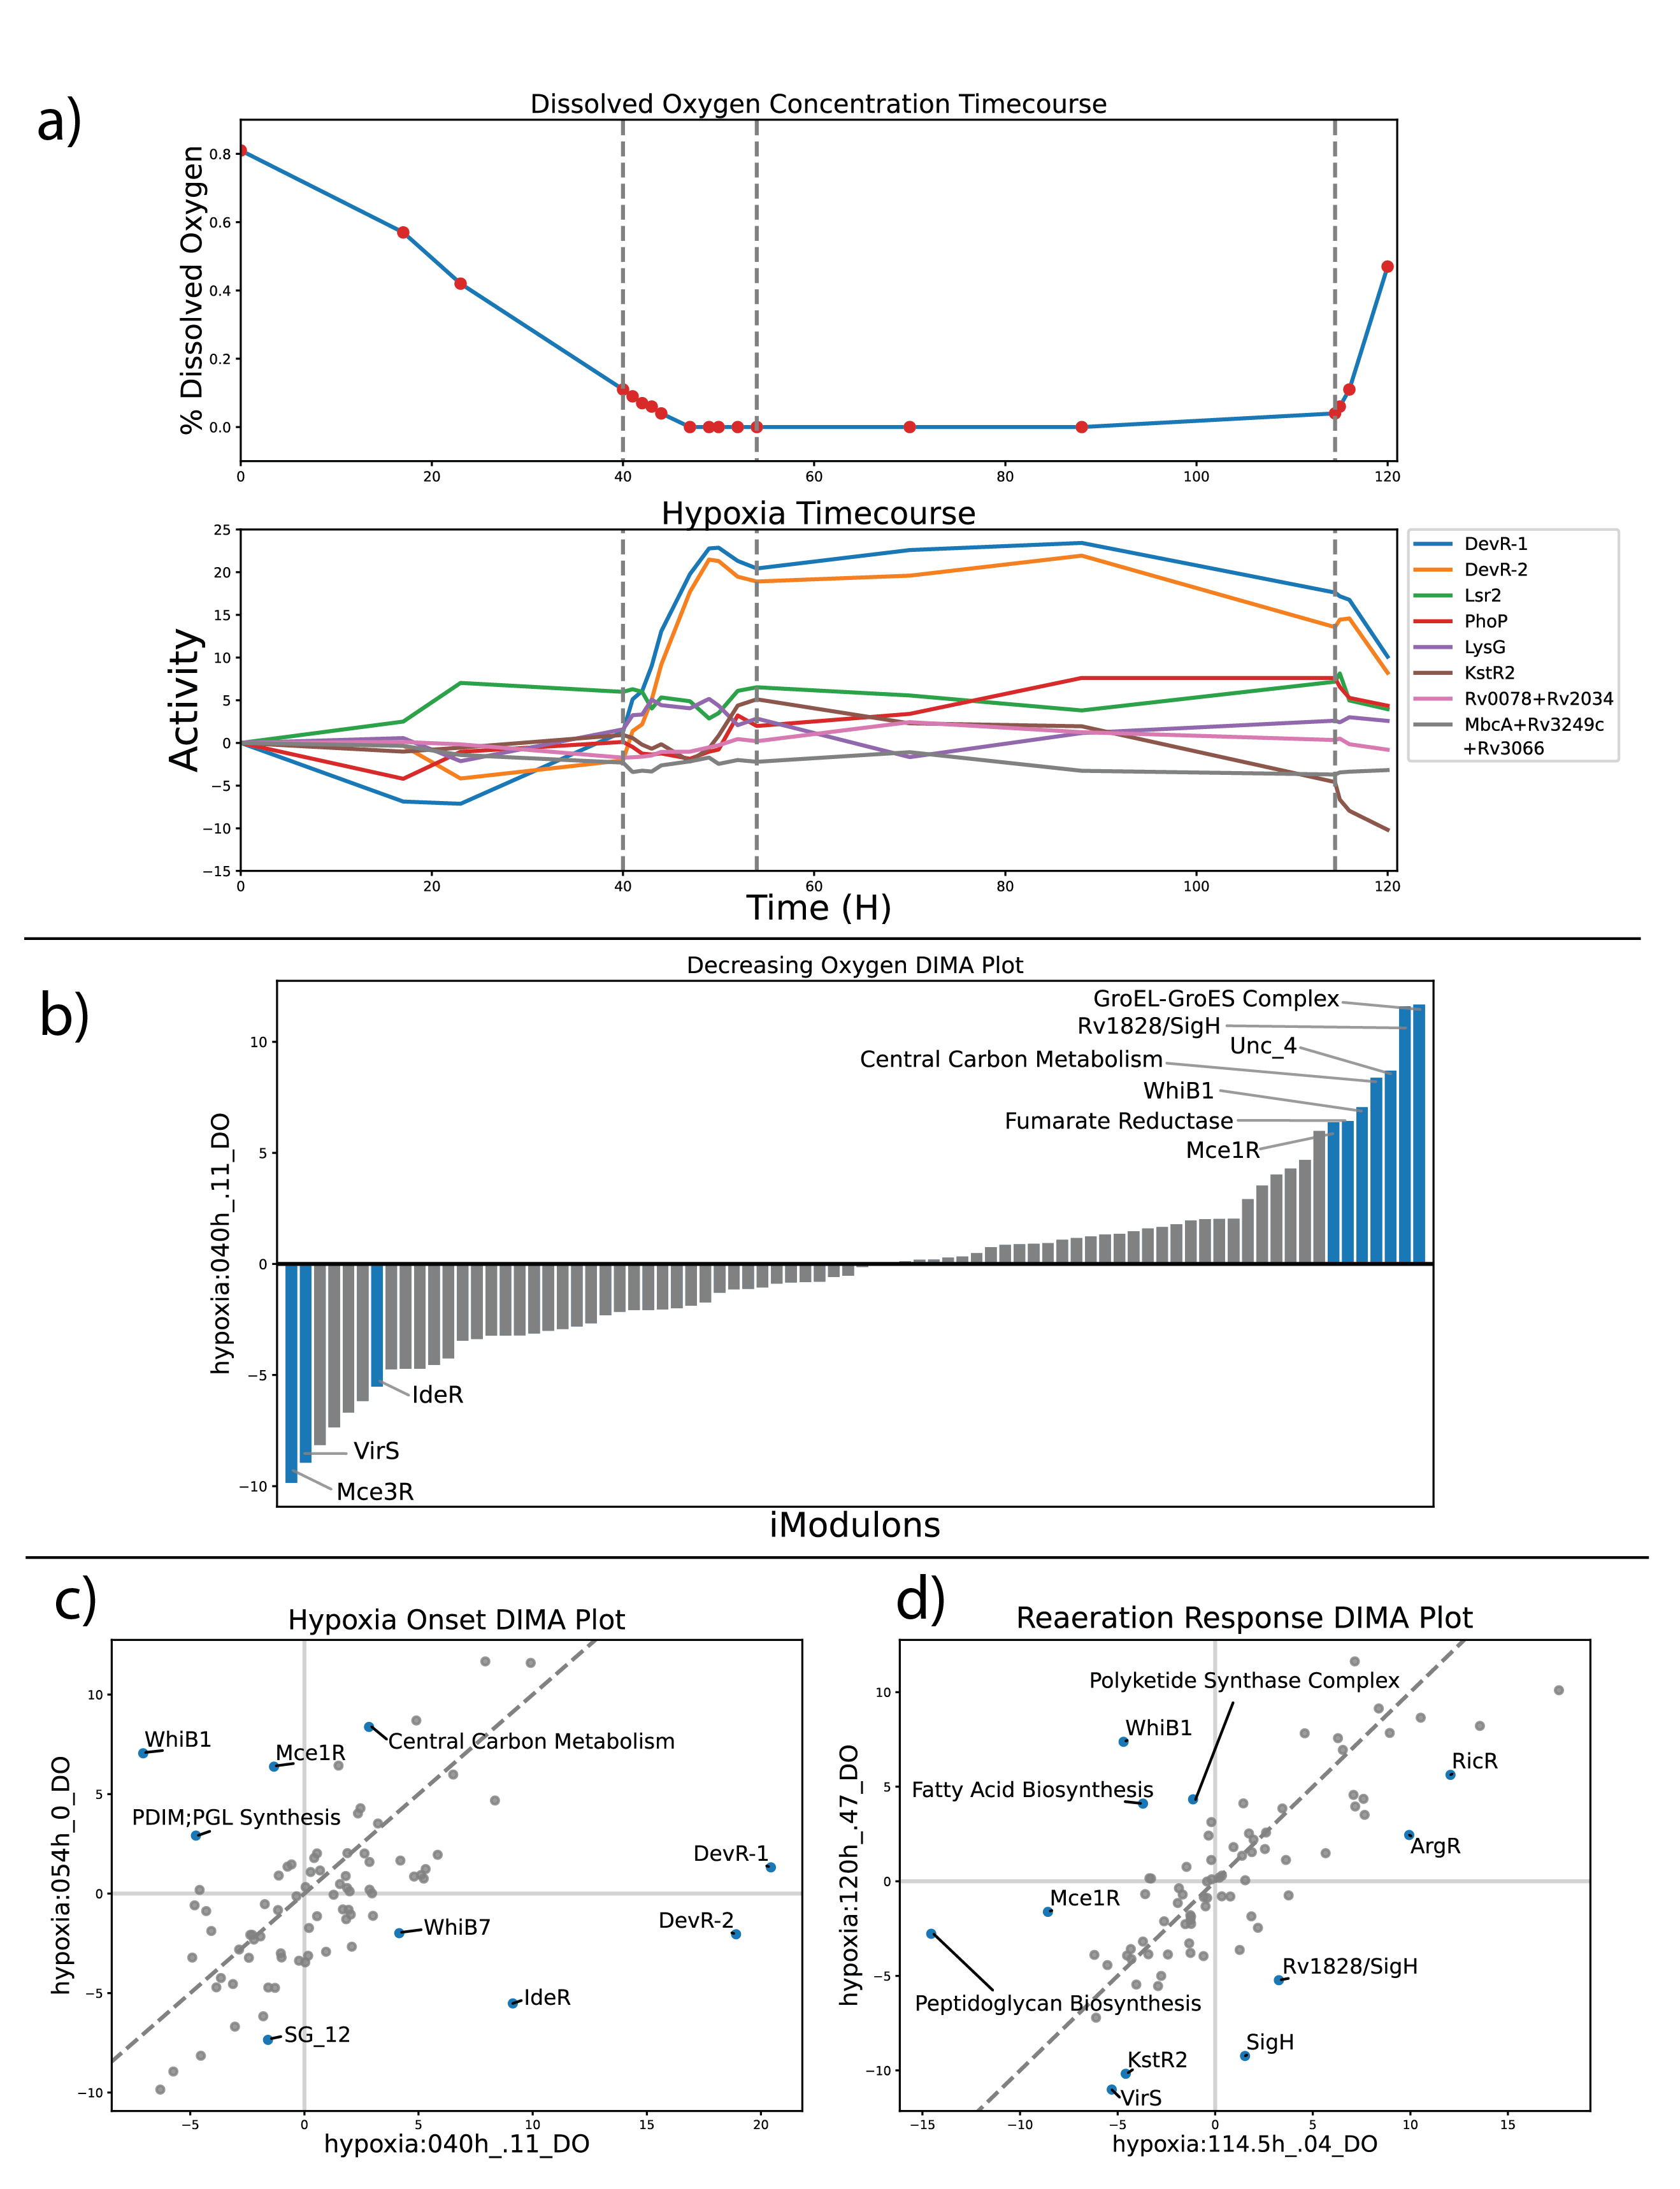 a)
Dissolved Oxygen Concentration Timecourse
% Dissolved Oxygen
0.8
0.6
0.4
0.2
0.0
0 20 40 60 80 100 120
Hypoxia Timecourse
Activity
25
20
15
10
5
0
−5
−10
−15
0 20 40 60 80 100 120
Time (H)
DevR-1
DevR-2
Lsr2
PhoP
LysG
KstR2
Rv0078+Rv2034
MbcA+Rv3249c
+Rv3066
b)
Decreasing Oxygen DIMA Plot
hypoxia:040h_.11_DO
10
5
0
−5
−10
GroEL-GroES Complex
Rv1828/SigH
Unc_4
Central Carbon Metabolism
WhiB1
Fumarate Reductase
Mce1R
IdeR
VirS
Mce3R
iModulons
c)
Hypoxia Onset DIMA Plot
hypoxia:054h_0_DO
10
5
0
−5
−10
WhiB1
Mce1R
Central Carbon Metabolism
PDIM;PGL Synthesis
DevR-1
DevR-2
WhiB7
IdeR
SG_12
−5 0 5 10 15 20
hypoxia:040h_.11_DO
d)
Reaeration Response DIMA Plot
hypoxia:120h_.47_DO
10
5
0
−5
−10
Polyketide Synthase Complex
WhiB1
RicR
Fatty Acid Biosynthesis
ArgR
Mce1R
Rv1828/SigH
Peptidoglycan Biosynthesis
SigH
KstR2
VirS
−15 −10 −5 0 5 10 15
hypoxia:114.5h_.04_DO